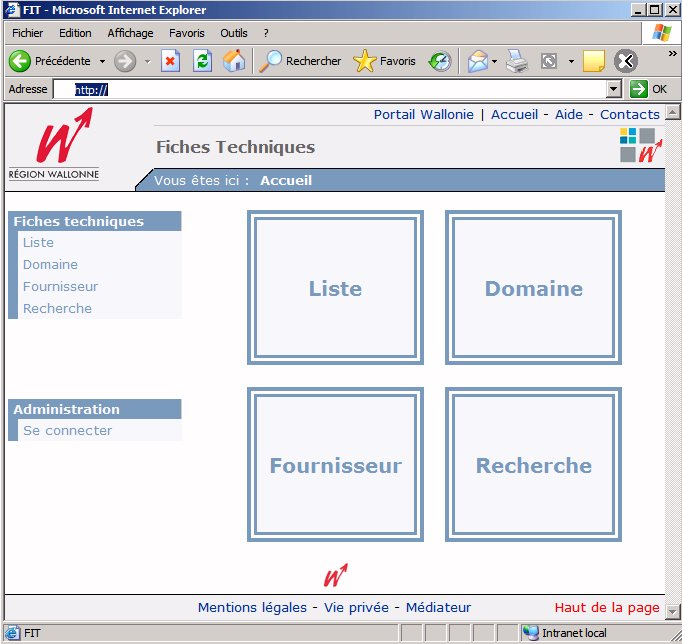 FIT - Microsoft Internet Explorer
Fichier Edition Affichage Favoris Outils ?
Précédente Rechercher Favoris »
Adresse http:// OK
Portail Wallonie | Accueil - Aide - Contacts
RÉGION WALLONNE
Fiches Techniques
Vous êtes ici : Accueil
Fiches techniques
Liste
Domaine
Fournisseur
Recherche
Administration
Se connecter
Liste
Domaine
Fournisseur
Recherche
Mentions légales - Vie privée - Médiateur
Haut de la page
FIT
Intranet local